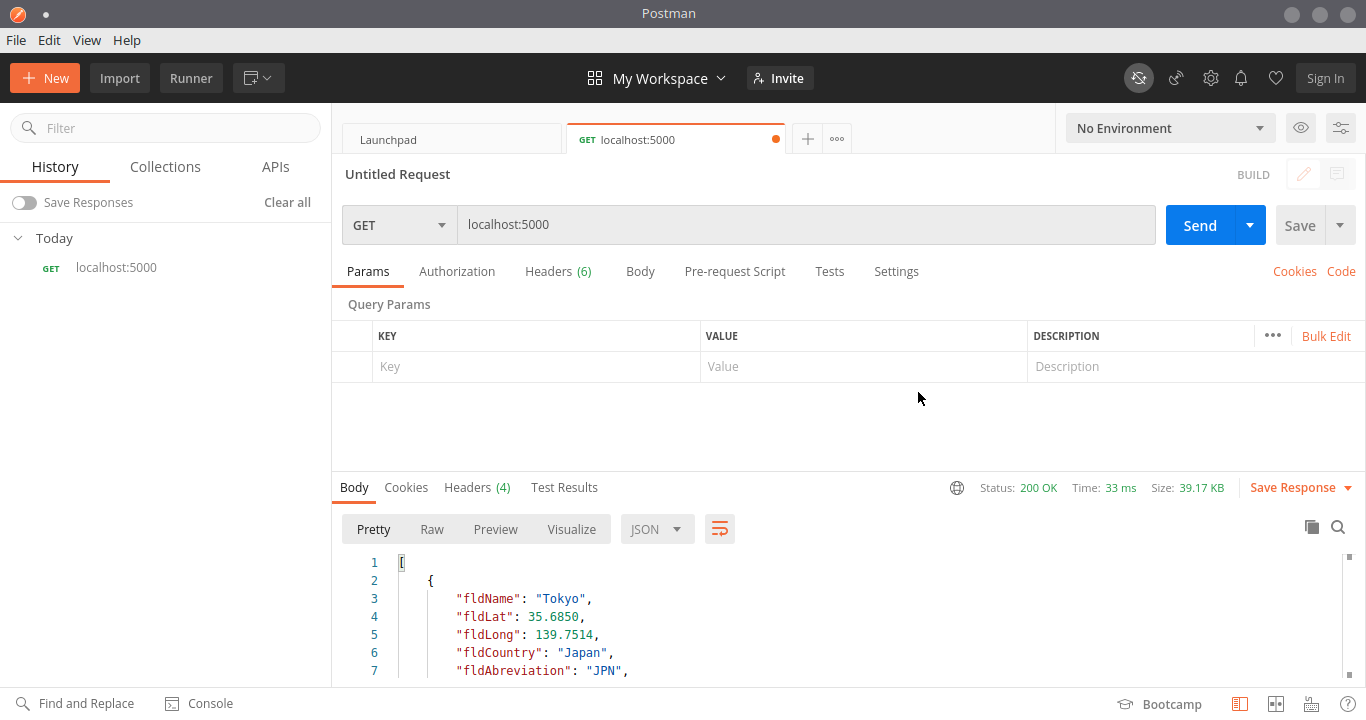 Postman
File Edit View Help
New Import Runner My Workspace Invite Sign In
Filter
Launchpad GET localhost:5000 No Environment
History Collections APIs
Untitled Request BUILD
Save Responses Clear all
GET localhost:5000 Send Save
Today
GET localhost:5000
Params Authorization Headers (6) Body Pre-request Script Tests Settings Cookies Code
Query Params
KEY VALUE DESCRIPTION Bulk Edit
Key Value Description
Body Cookies Headers (4) Test Results Status: 200 OK Time: 33 ms Size: 39.17 KB Save Response
Pretty Raw Preview Visualize JSON
1 [
2 {
3 "fldName": "Tokyo",
4 "fldLat": 35.6850,
5 "fldLong": 139.7514,
6 "fldCountry": "Japan",
7 "fldAbreviation": "JPN",
Find and Replace Console Bootcamp